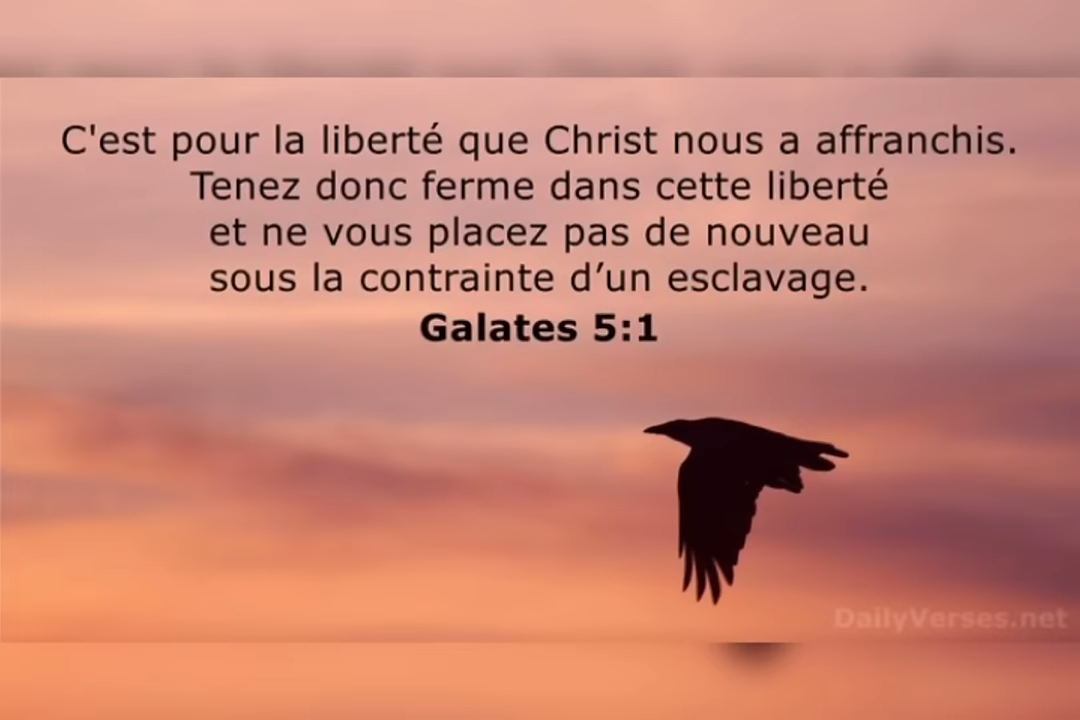 C'est pour la liberté que Christ nous a affranchis.
Tenez donc ferme dans cette liberté
et ne vous placez pas de nouveau
sous la contrainte d’un esclavage.
Galates 5:1
DailyVerses.net